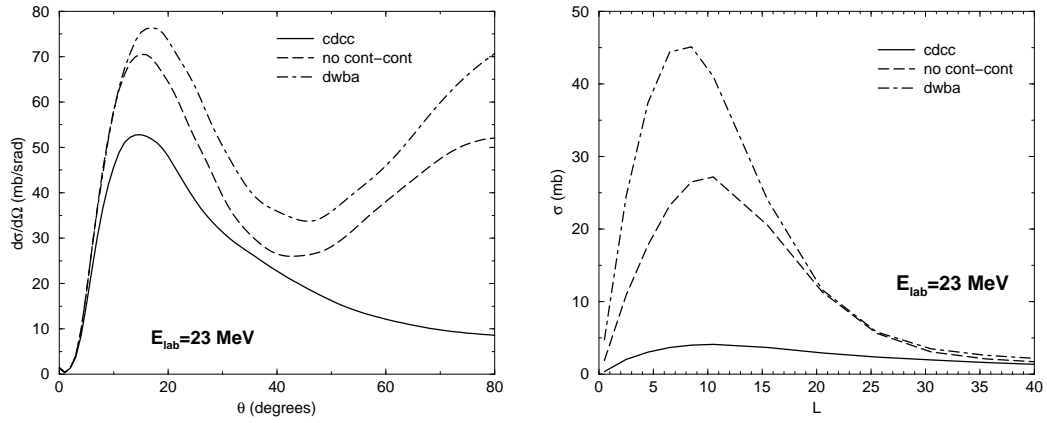 80
70
60
50
40
30
20
10
0
dσ/dΩ (mb/srad)
cdcc
no cont−cont
dwba
E_lab=23 MeV
0 20 40 60 80
θ (degrees)
50
40
30
20
10
0
σ (mb)
cdcc
no cont−cont
dwba
E_lab=23 MeV
0 5 10 15 20 25 30 35 40
L